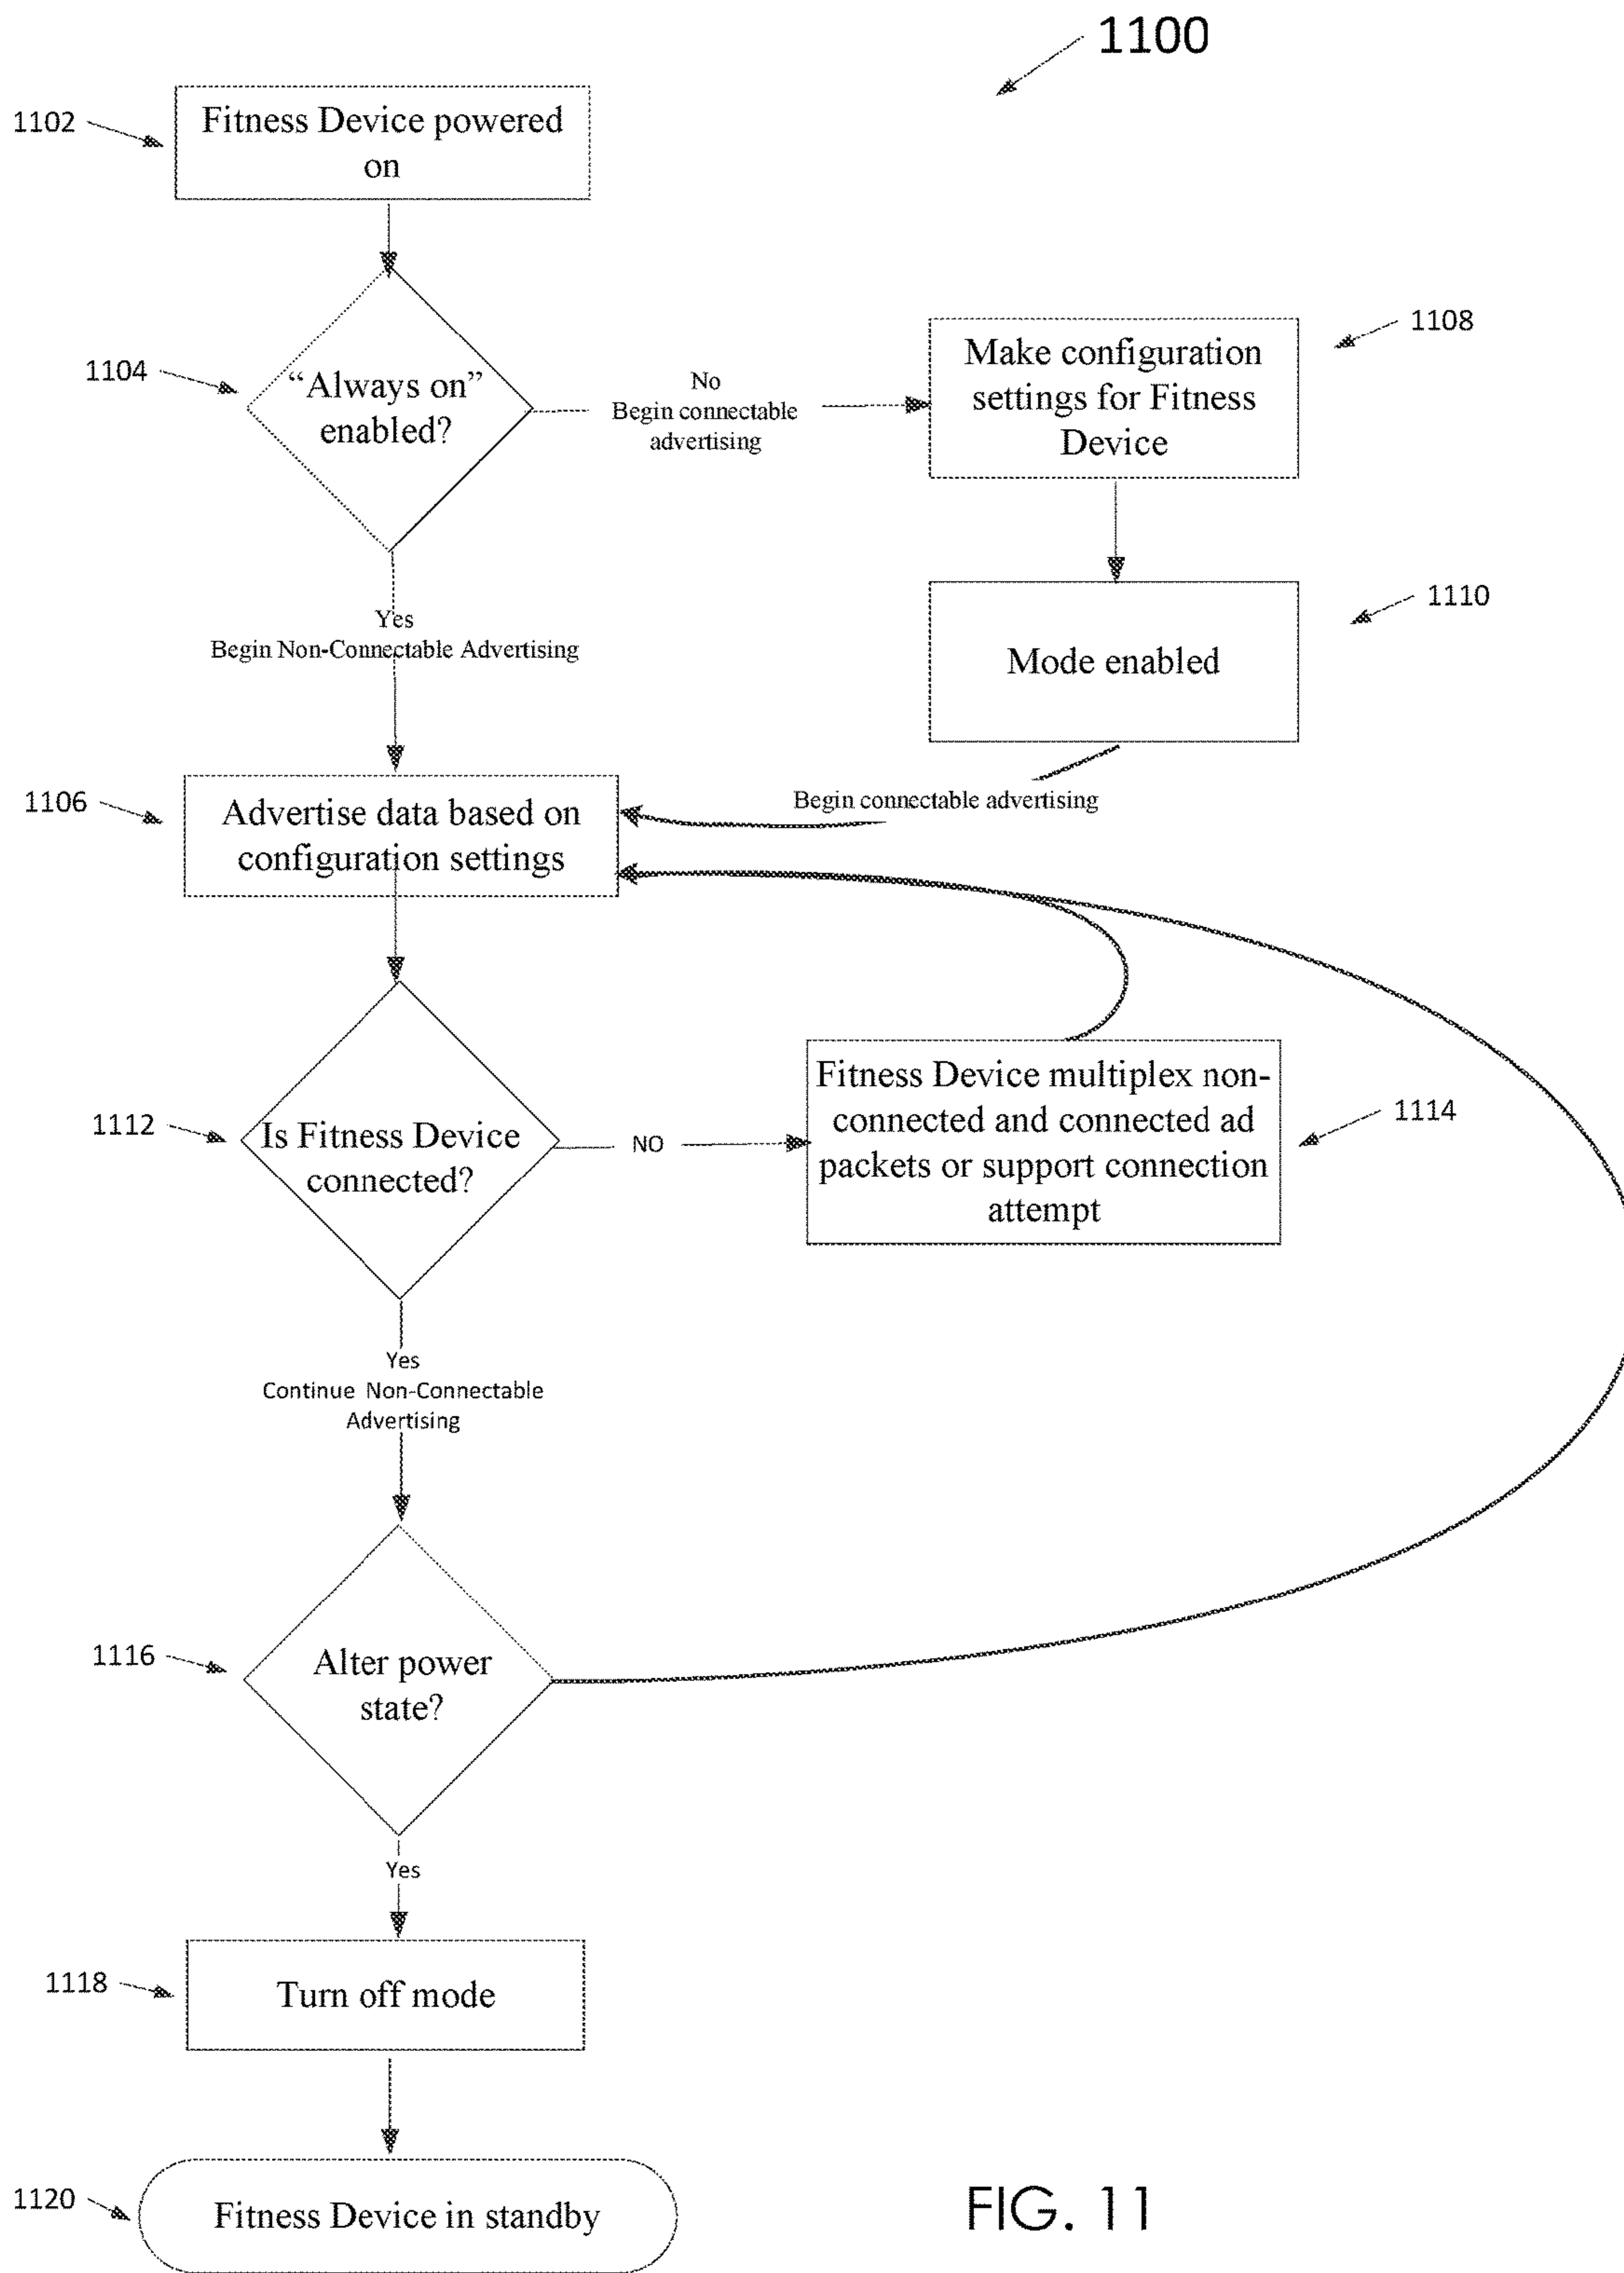 1100
1102
Fitness Device powered
on
1104
“Always on”
enabled?
No
Begin connectable
advertising
1108
Make configuration
settings for Fitness
Device
1110
Mode enabled
Yes
Begin Non-Connectable Advertising
Begin connectable advertising
1106
Advertise data based on
configuration settings
1112
Is Fitness Device
connected?
NO
Fitness Device multiplex non-
connected and connected ad
packets or support connection
attempt
1114
Yes
Continue Non-Connectable
Advertising
1116
Alter power
state?
Yes
1118
Turn off mode
1120
Fitness Device in standby
FIG. 11